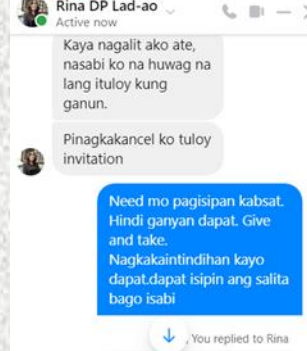 Rina DP Lad-ao
Active now
Kaya nagalit ako ate,
nasabi ko na huwag na
lang ituloy kung
ganun.
Pinagkakancel ko tuloy
invitation
Need mo pagisipan kabsat.
Hindi ganyan dapat. Give
and take.
Nagkakaintindihan kayo
dapat.dapat isipin ang salita
bago isabi
You replied to Rina